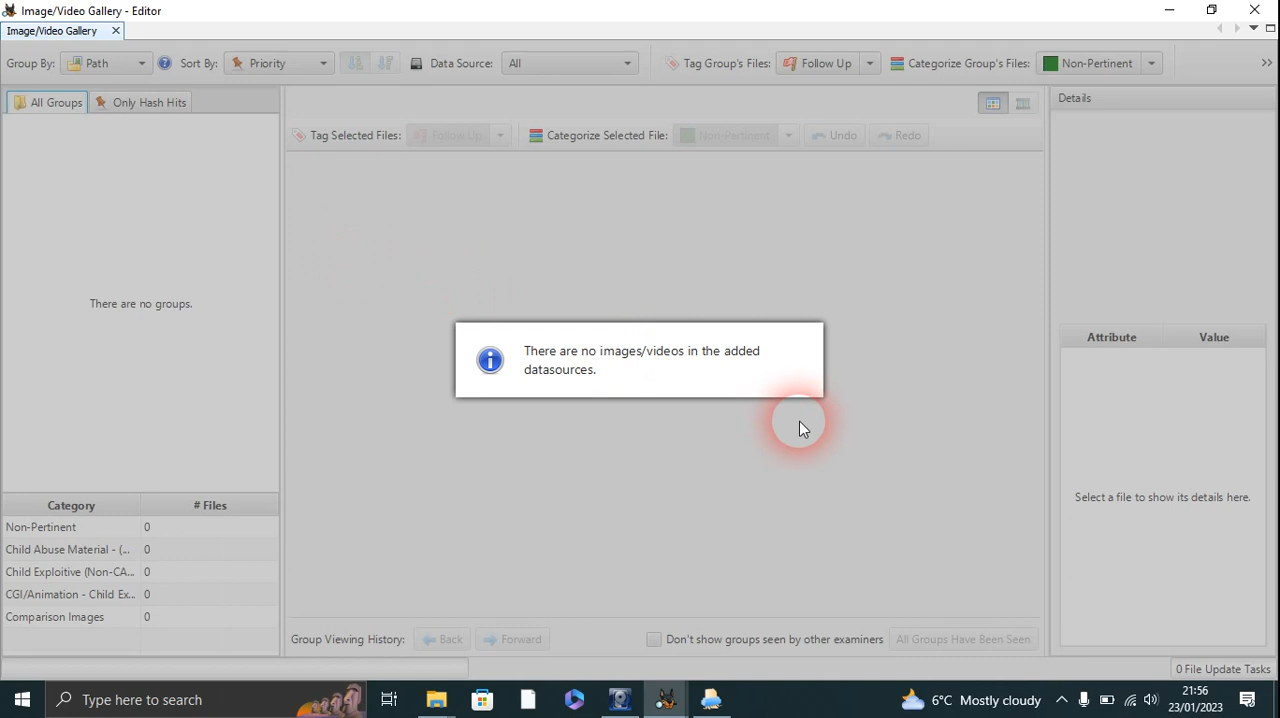 Image/Video Gallery - Editor
Image/Video Gallery
Group By: Path Sort By: Priority Data Source: All Tag Group's Files: Follow Up Categorize Group's Files: Non-Pertinent
All Groups Only Hash Hits
Details
Tag Selected Files: Follow Up Categorize Selected File: Non-Pertinent Undo Redo
There are no groups.
There are no images/videos in the added
datasources.
Attribute Value
Select a file to show its details here.
Category # Files
Non-Pertinent 0
Child Abuse Material - (... 0
Child Exploitive (Non-CA... 0
CGI/Animation - Child Ex... 0
Comparison Images 0
Group Viewing History: Back Forward Don't show groups seen by other examiners All Groups Have Been Seen
0 File Update Tasks
Type here to search
6°C Mostly cloudy
21:56
23/01/2023